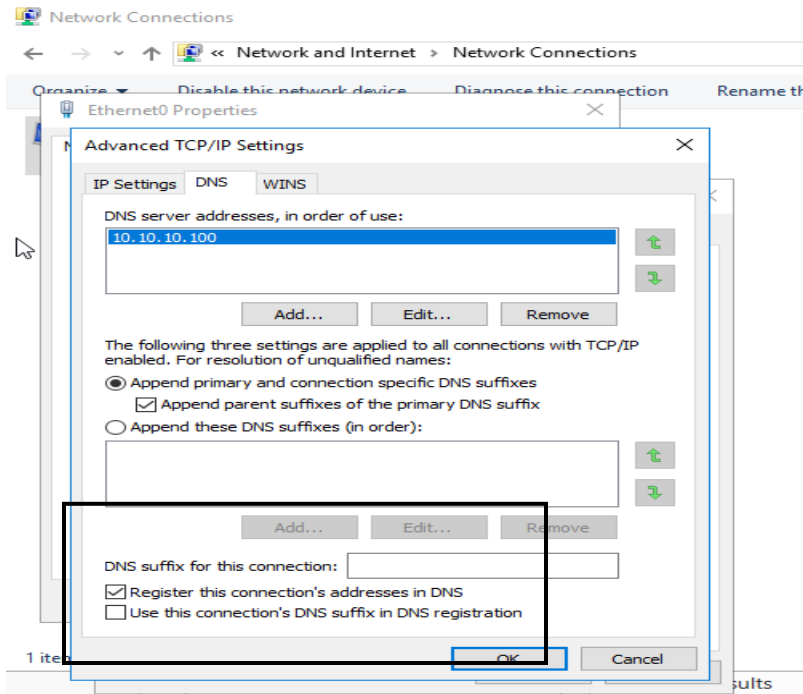 Network Connections
« Network and Internet > Network Connections
Organize Disable this network device Diagnose this connection Rename th
Ethernet0 Properties
N
Advanced TCP/IP Settings
IP Settings DNS WINS
DNS server addresses, in order of use:
10.10.10.100
Add... Edit... Remove
The following three settings are applied to all connections with TCP/IP
enabled. For resolution of unqualified names:
Append primary and connection specific DNS suffixes
Append parent suffixes of the primary DNS suffix
Append these DNS suffixes (in order):
Add... Edit... Remove
DNS suffix for this connection:
Register this connection's addresses in DNS
Use this connection's DNS suffix in DNS registration
1 iten
OK Cancel
sults